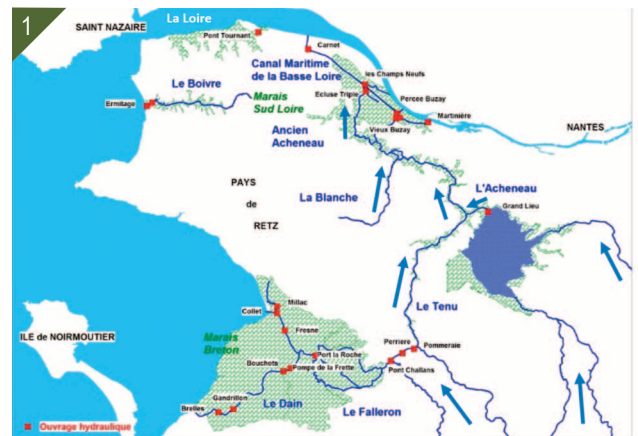 1
La Loire
SAINT NAZAIRE
Pont Tournant
Carnet
Canal Maritime
de la Basse Loire
les Champs Neufs
Le Boivre
Marais
Sud Loire
Ecluse Triple
Percee Buzay
Ermitage
Martinière
Ancien
Acheneau
Vieux Buzay
NANTES
PAYS
de
RETZ
La Blanche
L'Acheneau
Grand Lieu
Millac
Collet
Le Tenu
Fresne
ILE de NOIRMOUTIER
Marais
Breton
Perriere
Pommeraie
Port la Roche
Bouchots
Pompe de la Frette
Pont Challans
Gandrillon
Le Dain
Brelles
Le Falleron
Ouvrage hydraulique